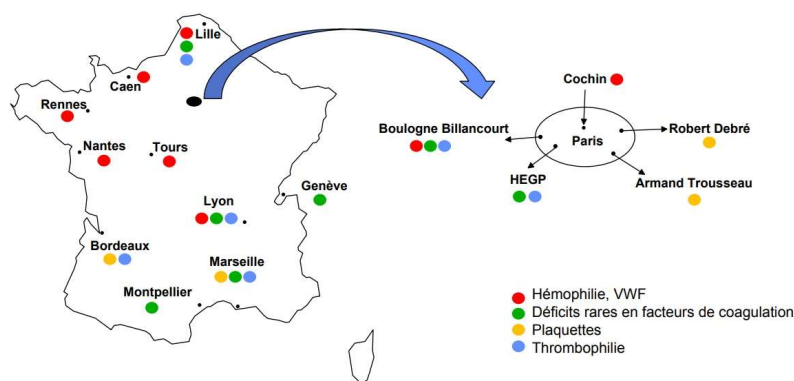 Lille
Caen
Rennes
Nantes
Tours
Lyon
Genève
Bordeaux
Marseille
Montpellier
Cochin
Boulogne Billancourt
Paris
Robert Debré
HEGP
Armand Trousseau
Hémophilie, VWF
Déficits rares en facteurs de coagulation
Plaquettes
Thrombophilie